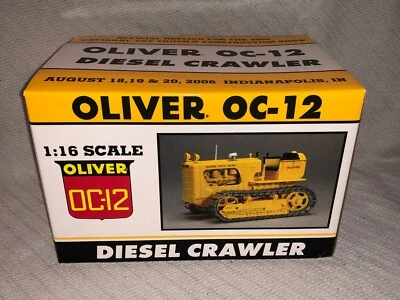 OLIVER OC-12
DIESEL CRAWLER
AUGUST 18,19 & 20, 2006 INDIANAPOLIS, IN
OLIVER OC-12
1:16 SCALE
OLIVER
OC-12
DIESEL CRAWLER